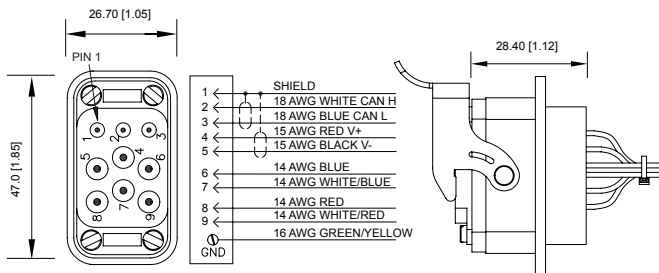 26.70 [1.05]
28.40 [1.12]
47.0 [1.85]
PIN 1
1 2 3
4
5 6
7
8 9
1 SHIELD
2 18 AWG WHITE CAN H
3 18 AWG BLUE CAN L
4 15 AWG RED V+
5 15 AWG BLACK V-
6 14 AWG BLUE
7 14 AWG WHITE/BLUE
8 14 AWG RED
9 14 AWG WHITE/RED
16 AWG GREEN/YELLOW
GND